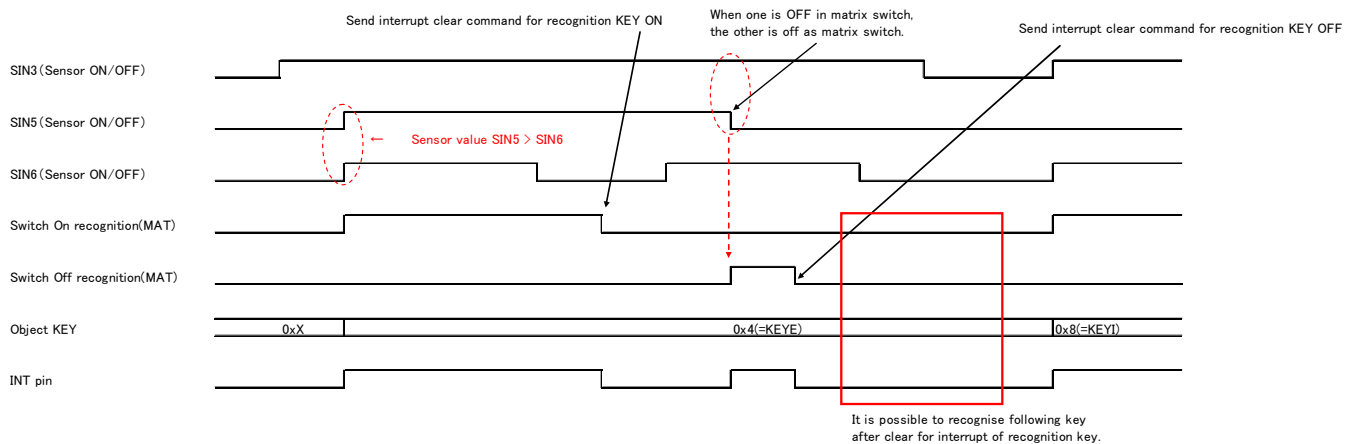 Send interrupt clear command for recognition KEY ON
When one is OFF in matrix switch,
the other is off as matrix switch.
Send interrupt clear command for recognition KEY OFF
SIN3(Sensor ON/OFF)
SIN5(Sensor ON/OFF)
← Sensor value SIN5 > SIN6
SIN6(Sensor ON/OFF)
Switch On recognition(MAT)
Switch Off recognition(MAT)
Object KEY 0xX 0x4(=KEYE) 0x8(=KEYI)
INT pin
It is possible to recognise following key
after clear for interrupt of recognition key.